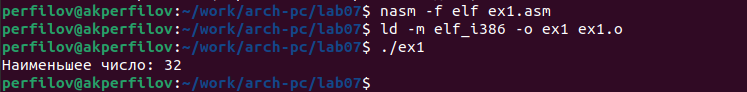 perfilov@akperfilov:~/work/arch-pc/lab07$ nasm -f elf ex1.asm
perfilov@akperfilov:~/work/arch-pc/lab07$ ld -m elf_i386 -o ex1 ex1.o
perfilov@akperfilov:~/work/arch-pc/lab07$ ./ex1
Наименьшее число: 32
perfilov@akperfilov:~/work/arch-pc/lab07$